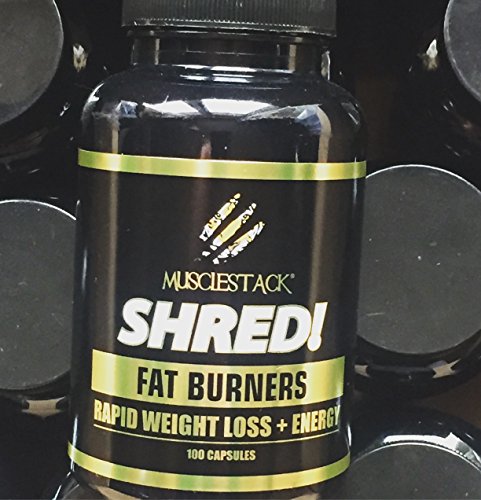 MUSCLESTACK®
SHRED!
FAT BURNERS
RAPID WEIGHT LOSS + ENERGY
100 CAPSULES